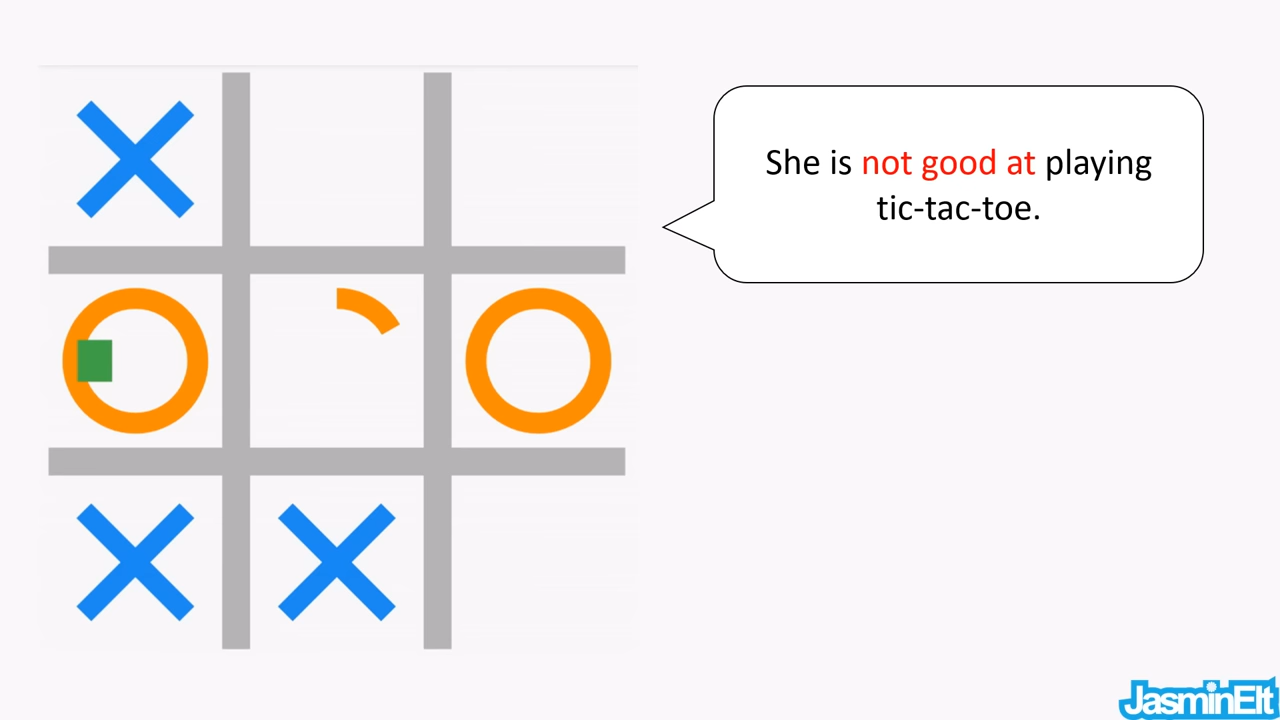 She is not good at playing
tic-tac-toe.
JasminElt